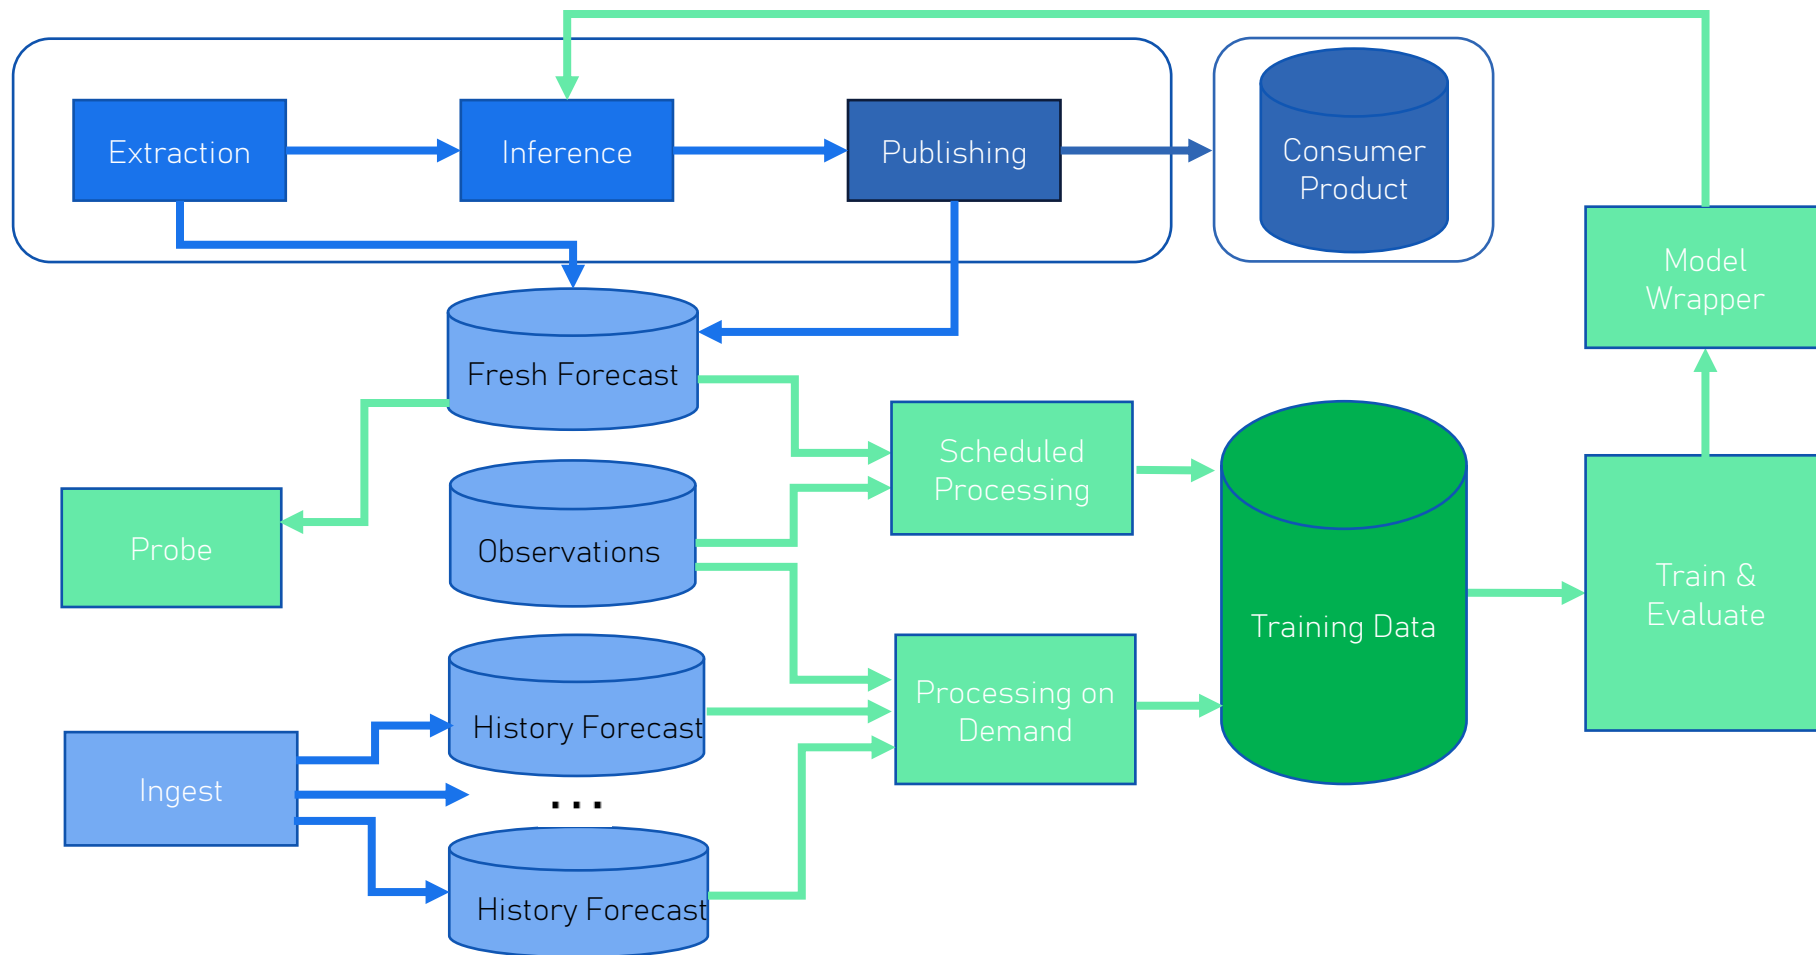 Extraction
Inference
Publishing
Consumer
Product
Model
Wrapper
Fresh Forecast
Scheduled
Processing
Probe
Observations
Train &
Evaluate
Training Data
Processing on
Demand
History Forecast
Ingest
...
History Forecast